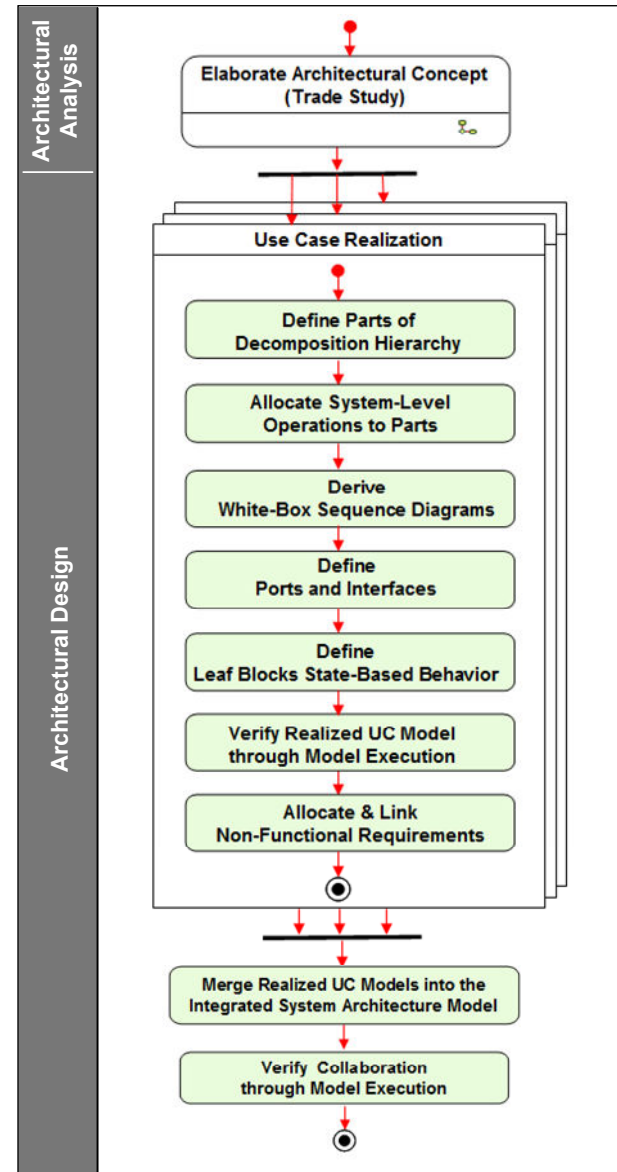 Architectural
Analysis
Elaborate Architectural Concept
(Trade Study)
Architectural Design
Use Case Realization
Define Parts of
Decomposition Hierarchy
Allocate System-Level
Operations to Parts
Derive
White-Box Sequence Diagrams
Define
Ports and Interfaces
Define
Leaf Blocks State-Based Behavior
Verify Realized UC Model
through Model Execution
Allocate & Link
Non-Functional Requirements
Merge Realized UC Models into the
Integrated System Architecture Model
Verify Collaboration
through Model Execution